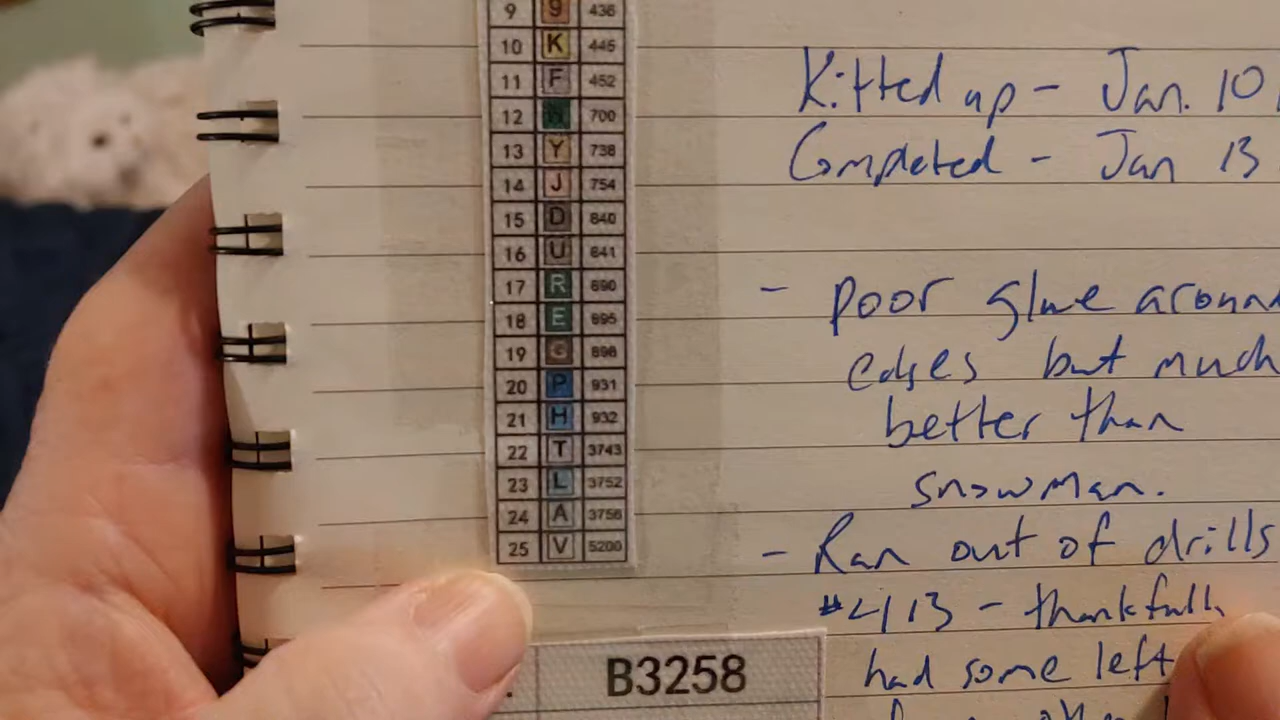 9 9 436
10 K 445
11 F 452
12 N 700
13 Y 738
14 J 754
15 D 840
16 U 841
17 R 890
18 E 895
19 G 898
20 P 931
21 H 932
22 T 3743
23 L 3752
24 A 3756
25 V 5200
B3258
Kitted up - Jan. 10
Completed - Jan 13
- Poor glue around
edges but much
better than
snowman.
- Ran out of drills
#413 - thankfully
had some left